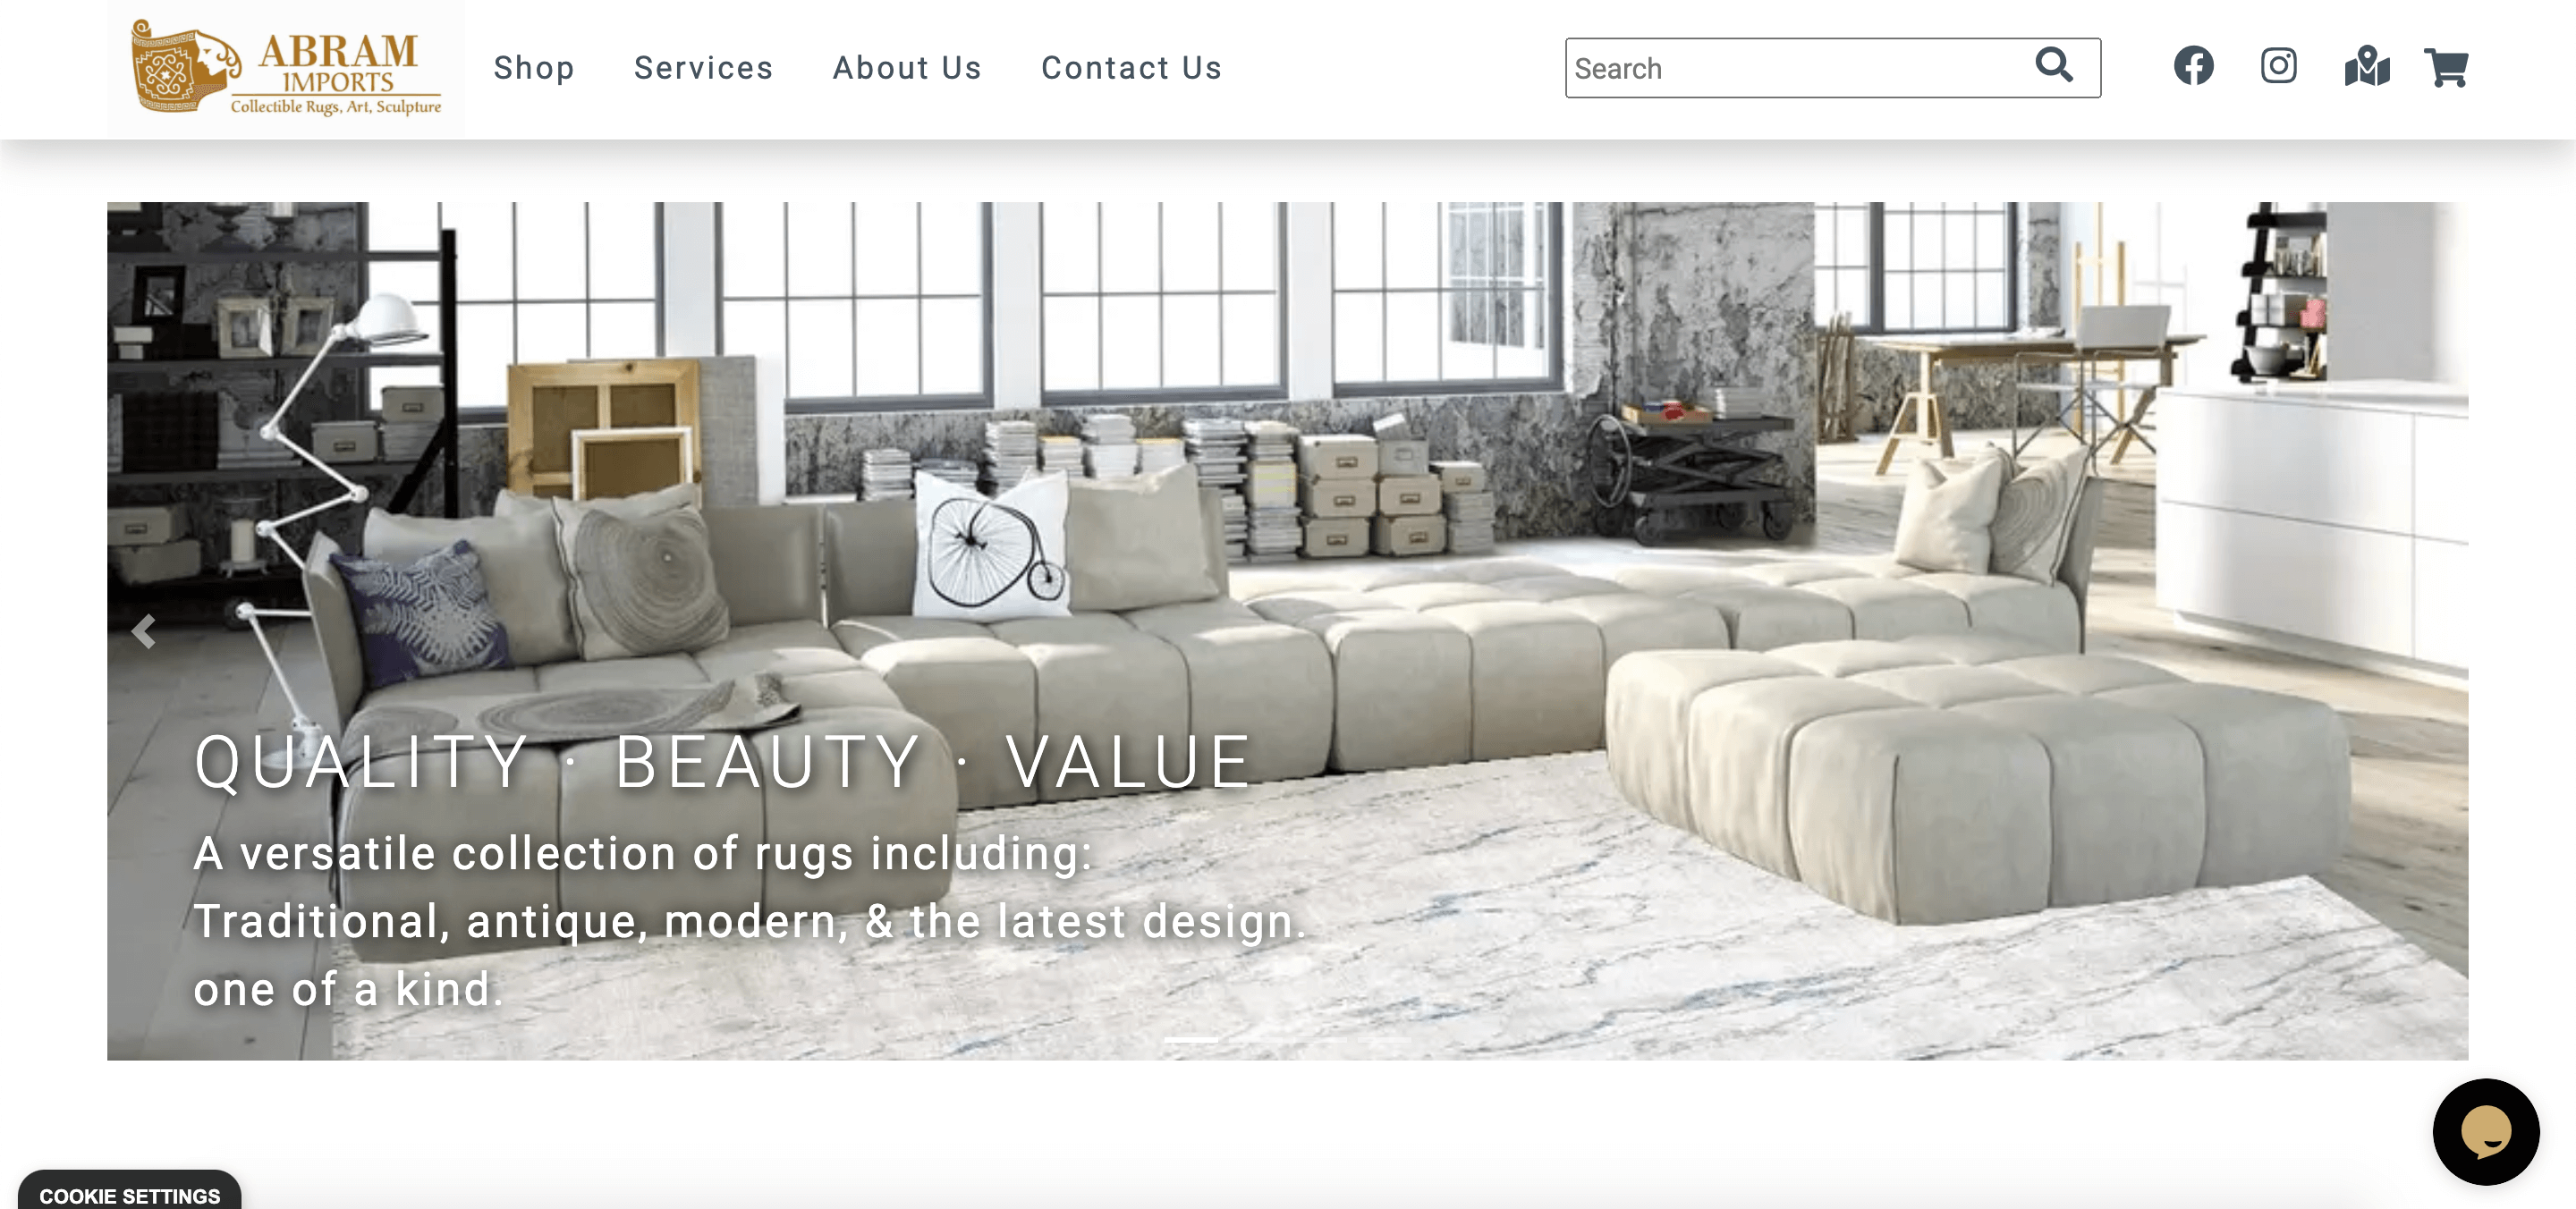 ABRAM
IMPORTS
Collectible Rugs, Art, Sculpture
Shop
Services
About Us
Contact Us
Search
QUALITY · BEAUTY · VALUE
A versatile collection of rugs including:
Traditional, antique, modern, & the latest design.
one of a kind.
COOKIE SETTINGS